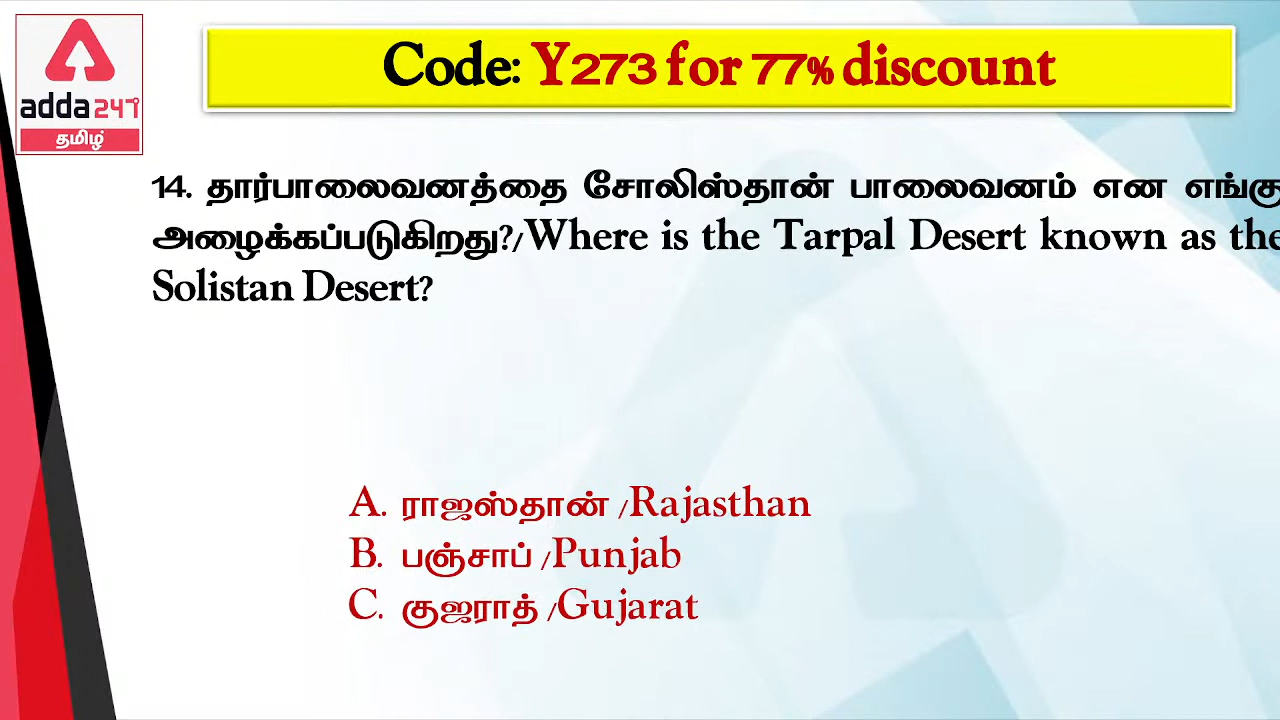 adda247
தமிழ்
Code: Y273 for 77% discount
14. தார்பாலைவனத்தை சோலிஸ்தான் பாலைவனம் என எங்கு
அழைக்கப்படுகிறது?/Where is the Tarpal Desert known as the
Solistan Desert?
A. ராஜஸ்தான் /Rajasthan
B. பஞ்சாப் /Punjab
C. குஜராத் /Gujarat